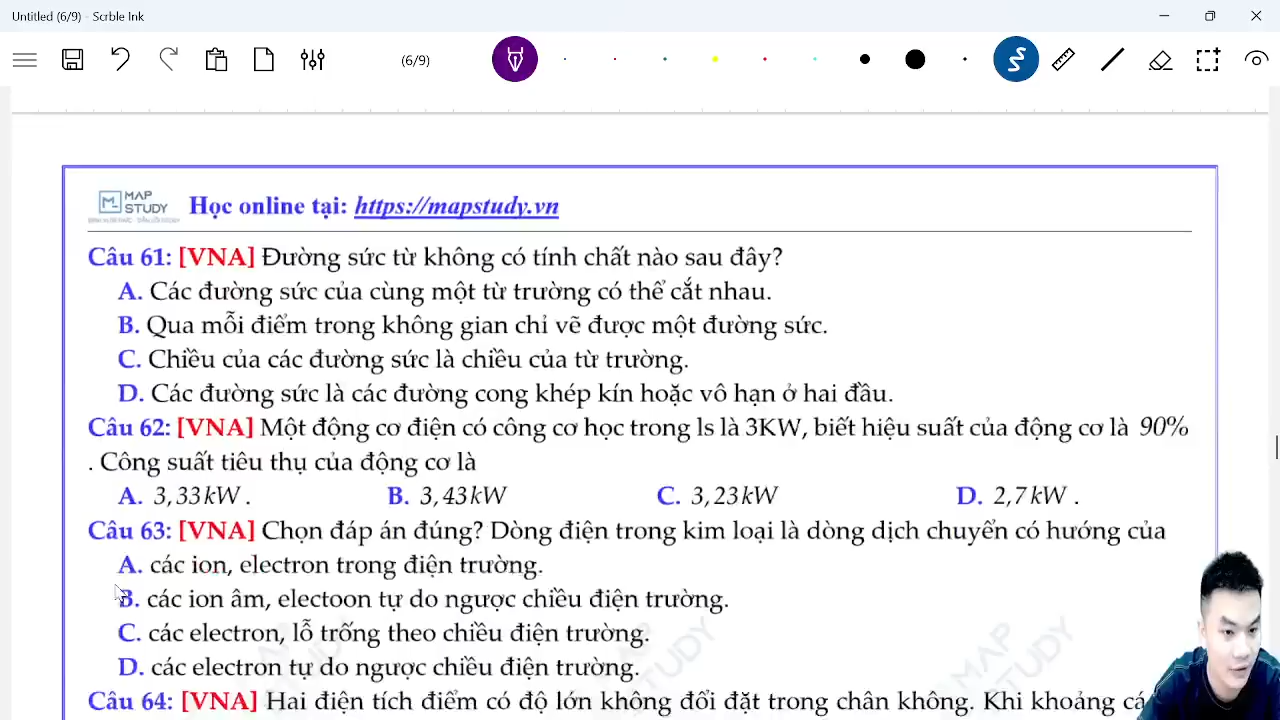 Untitled (6/9) - Scrble Ink
(6/9)
MAP STUDY
Học online tại: https://mapstudy.vn
Câu 61: [VNA] Đường sức từ không có tính chất nào sau đây?
A. Các đường sức của cùng một từ trường có thể cắt nhau.
B. Qua mỗi điểm trong không gian chỉ vẽ được một đường sức.
C. Chiều của các đường sức là chiều của từ trường.
D. Các đường sức là các đường cong khép kín hoặc vô hạn ở hai đầu.
Câu 62: [VNA] Một động cơ điện có công cơ học trong ls là 3KW, biết hiệu suất của động cơ là 90%
. Công suất tiêu thụ của động cơ là
A. 3,33kW . B. 3,43kW C. 3,23kW D. 2,7kW .
Câu 63: [VNA] Chọn đáp án đúng? Dòng điện trong kim loại là dòng dịch chuyển có hướng của
A. các ion, electron trong điện trường.
B. các ion âm, electoon tự do ngược chiều điện trường.
C. các electron, lỗ trống theo chiều điện trường.
D. các electron tự do ngược chiều điện trường.
Câu 64: [VNA] Hai điện tích điểm có độ lớn không đổi đặt trong chân không. Khi khoảng
MAP STUDY
MAP STUDY
MAP STUDY